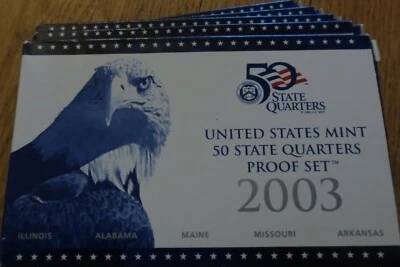 50
STATE
QUARTERS
UNITED STATES MINT
50 STATE QUARTERS
PROOF SET™
2003
ILLINOIS ALABAMA MAINE MISSOURI ARKANSAS